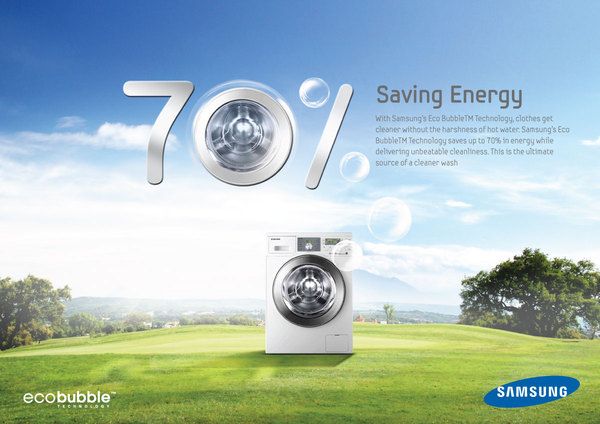 70%
Saving Energy
With Samsung's Eco BubbleTM Technology, clothes get
cleaner without the harshness of hot water. Samsung's Eco
BubbleTM Technology saves up to 70% in energy while
delivering unbeatable cleanliness. This is the ultimate
source of a cleaner wash
SAMSUNG
ecobubble™
TECHNOLOGY
SAMSUNG